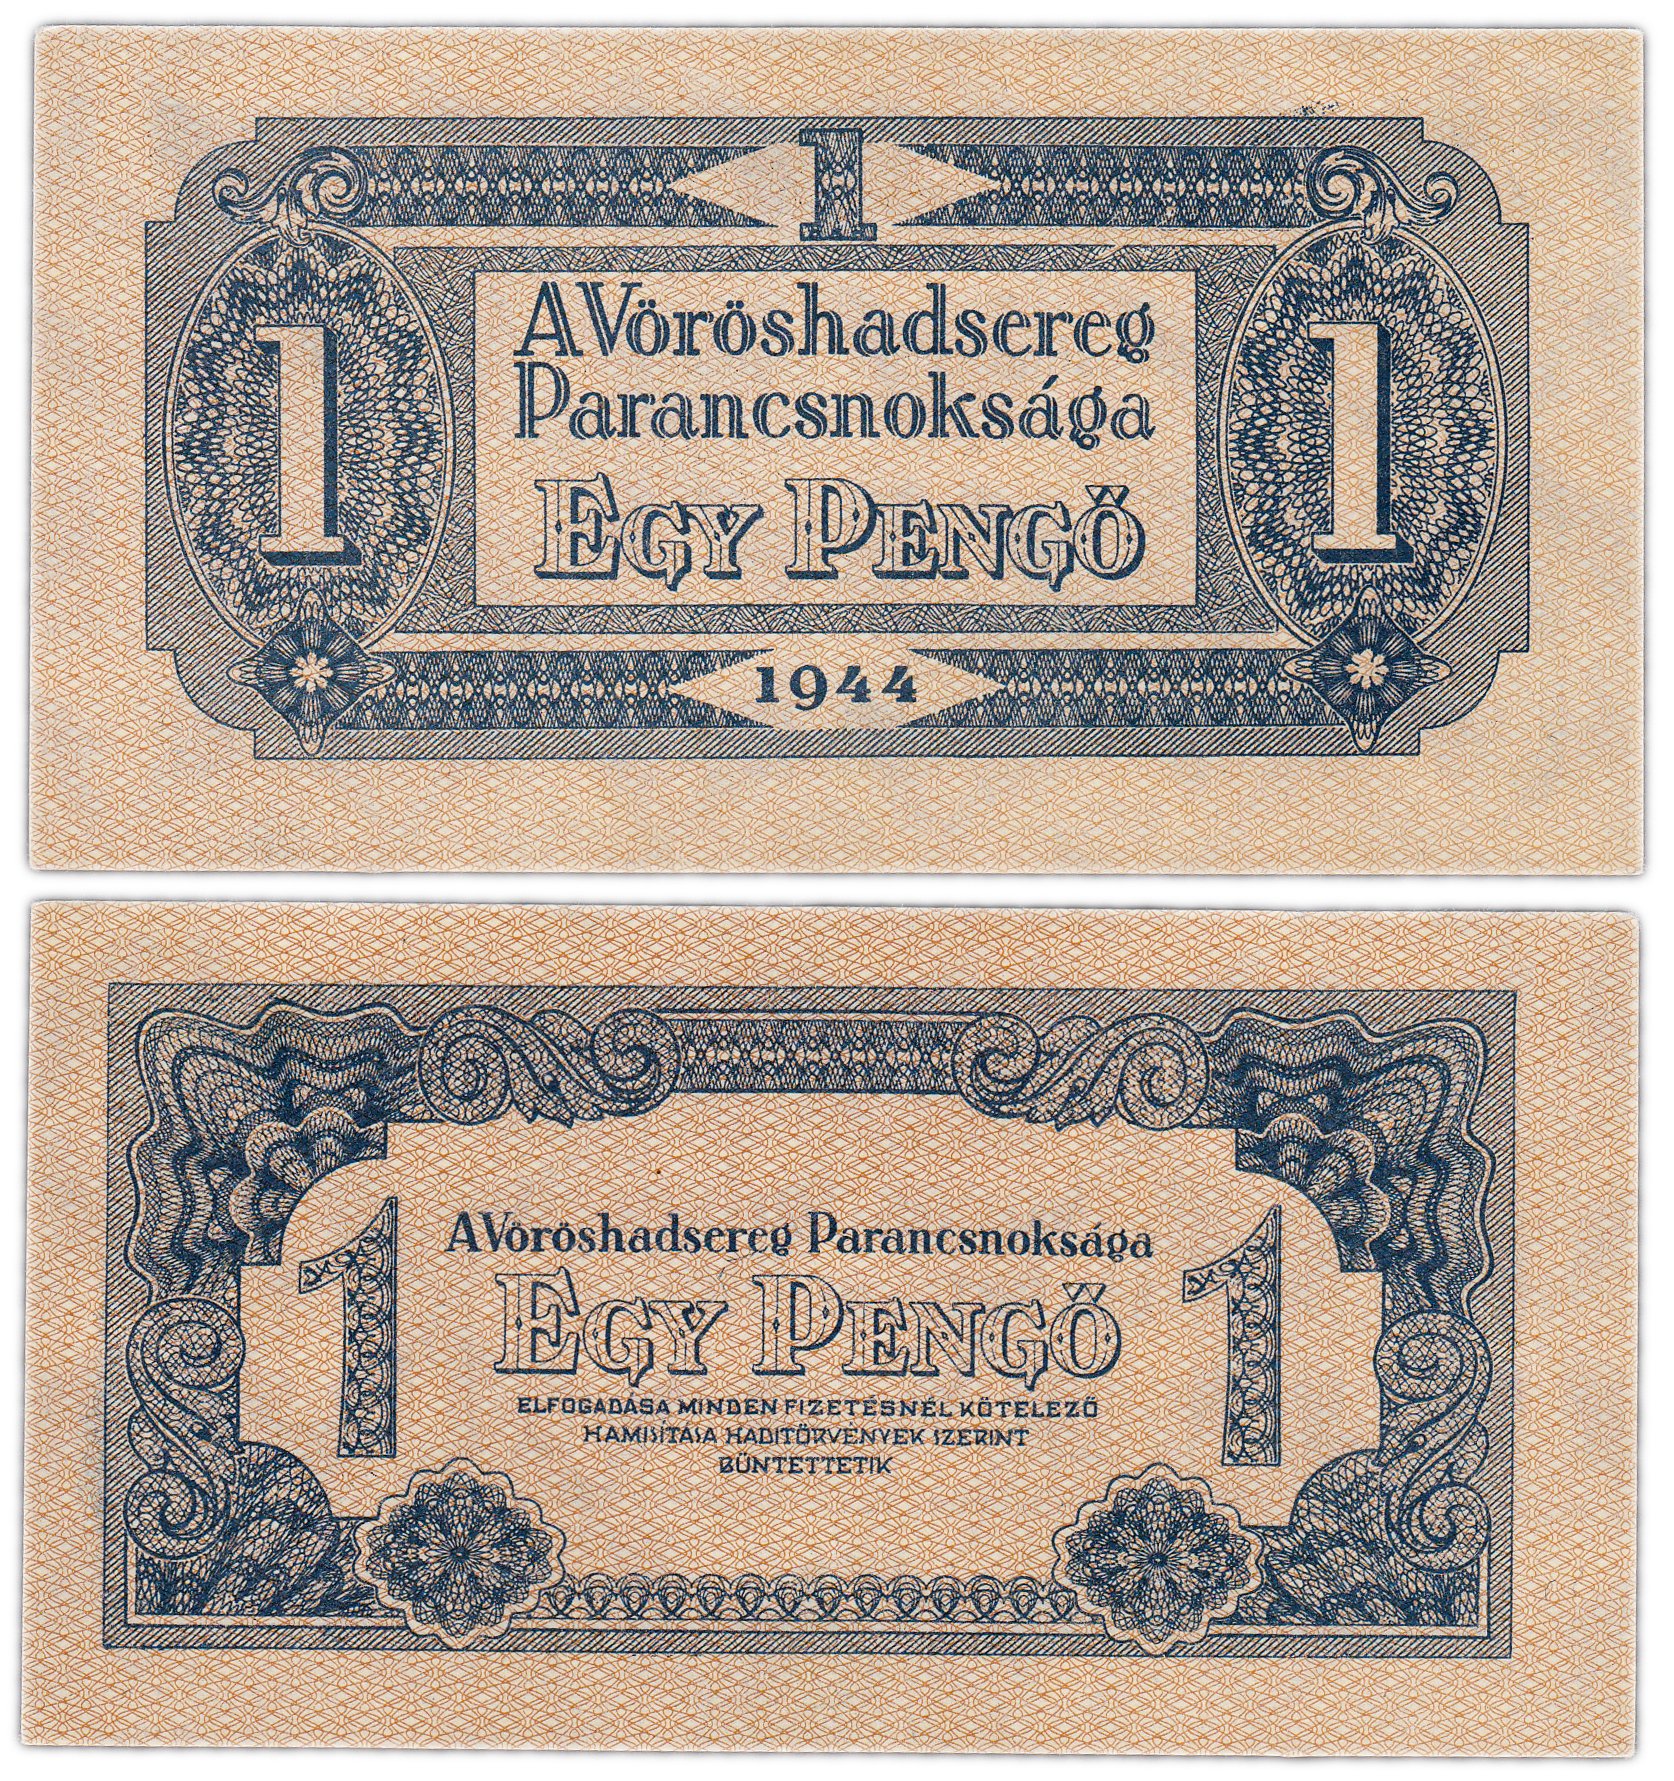 1
A Vöröshadsereg
Parancsnoksága
1 1
EGY PENGŐ
1944
A Vöröshadsereg Parancsnoksága
1 1
EGY PENGŐ
ELFOGADÁSA MINDEN FIZETÉSNÉL KÖTELEZŐ
HAMISÍTÁSA HADITÖRVÉNYEK SZERINT
BÜNTETTETIK